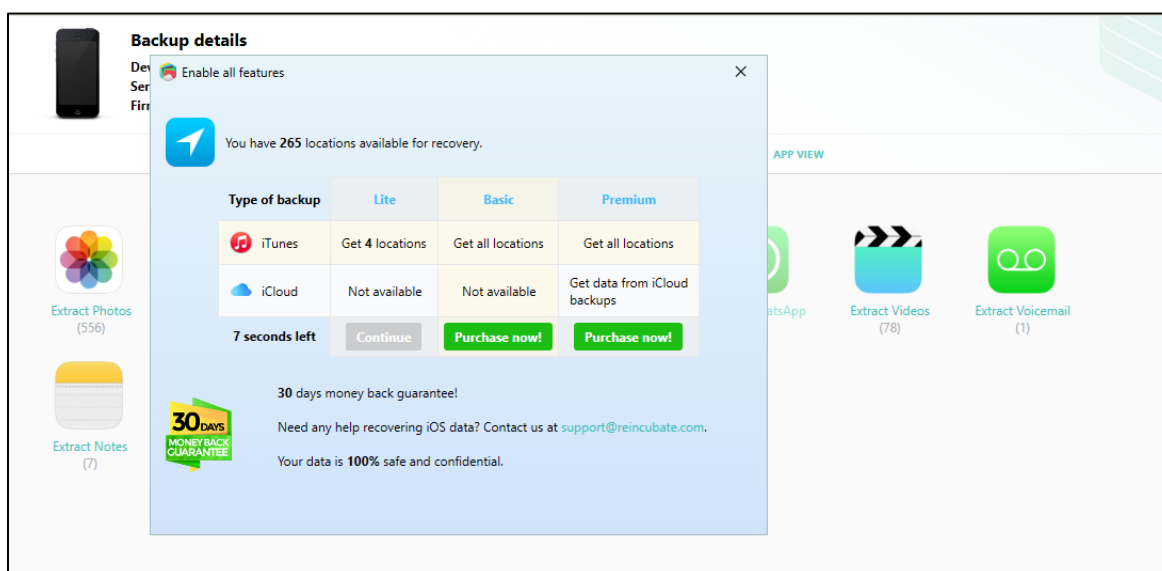 Backup details
Enable all features
You have 265 locations available for recovery.
APP VIEW
Type of backup Lite Basic Premium
iTunes Get 4 locations Get all locations Get all locations
iCloud Not available Not available Get data from iCloud
backups
7 seconds left Continue Purchase now! Purchase now!
30 days money back guarantee!
30 DAYS
MONEY BACK
GUARANTEE
Need any help recovering iOS data? Contact us at support@reincubate.com.
Your data is 100% safe and confidential.
Extract Photos
(556)
Extract Videos
(78)
Extract Voicemail
(1)
Extract Notes
(7)